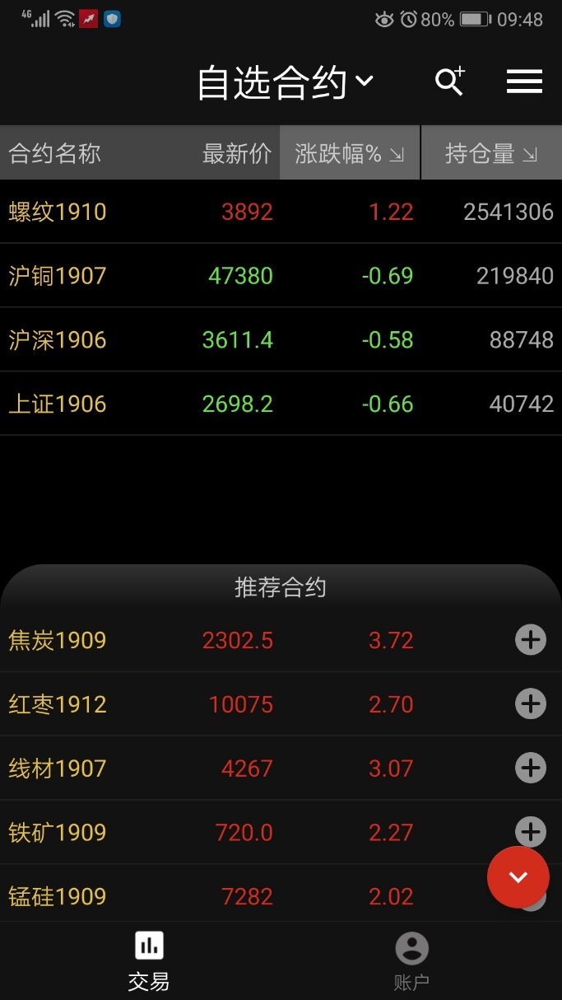 4G 80% 09:48
自选合约
合约名称 最新价 涨跌幅% 持仓量
螺纹1910 3892 1.22 2541306
沪铜1907 47380 -0.69 219840
沪深1906 3611.4 -0.58 88748
上证1906 2698.2 -0.66 40742
推荐合约
焦炭1909 2302.5 3.72
红枣1912 10075 2.70
线材1907 4267 3.07
铁矿1909 720.0 2.27
锰硅1909 7282 2.02
交易 账户